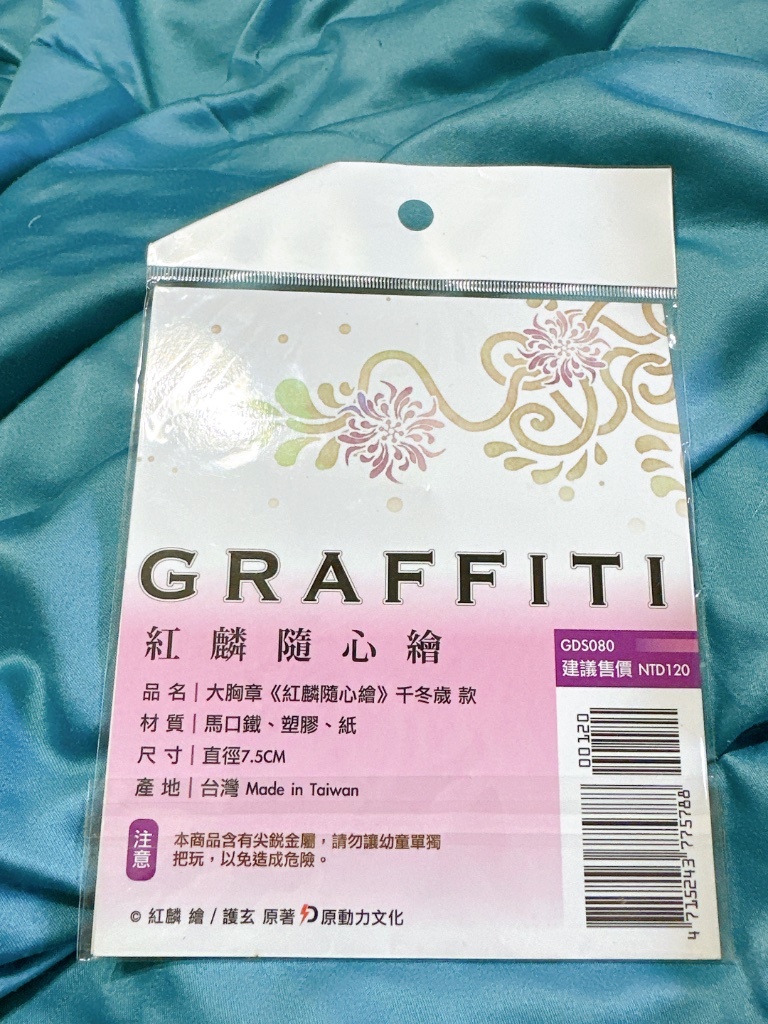 GRAFFITI
紅麟隨心繪
GDS080
建議售價 NTD120
品名|大胸章《紅麟隨心繪》千冬歲 款
材質|馬口鐵、塑膠、紙
尺寸|直徑7.5CM
產地|台灣 Made in Taiwan
00120
4 715243 775788
注意
本商品含有尖銳金屬,請勿讓幼童單獨
把玩,以免造成危險。
© 紅麟 繪 / 護玄 原著 原動力文化